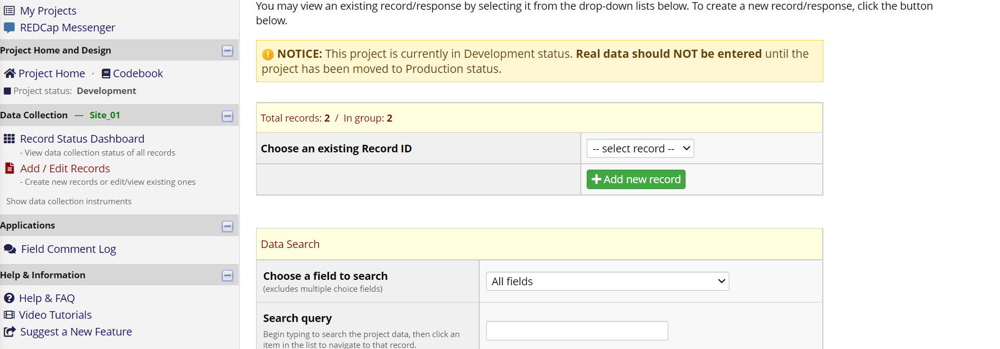 My Projects
REDCap Messenger
Project Home and Design
Project Home · Codebook
Project status: Development
Data Collection — Site_01
Record Status Dashboard
- View data collection status of all records
Add / Edit Records
- Create new records or edit/view existing ones
Show data collection instruments
Applications
Field Comment Log
Help & Information
Help & FAQ
Video Tutorials
Suggest a New Feature
You may view an existing record/response by selecting it from the drop-down lists below. To create a new record/response, click the button
below.
NOTICE: This project is currently in Development status. Real data should NOT be entered until the
project has been moved to Production status.
Total records: 2 / In group: 2
Choose an existing Record ID
-- select record --
Add new record
Data Search
Choose a field to search
(excludes multiple choice fields)
All fields
Search query
Begin typing to search the project data, then click an
item in the list to navigate to that record.